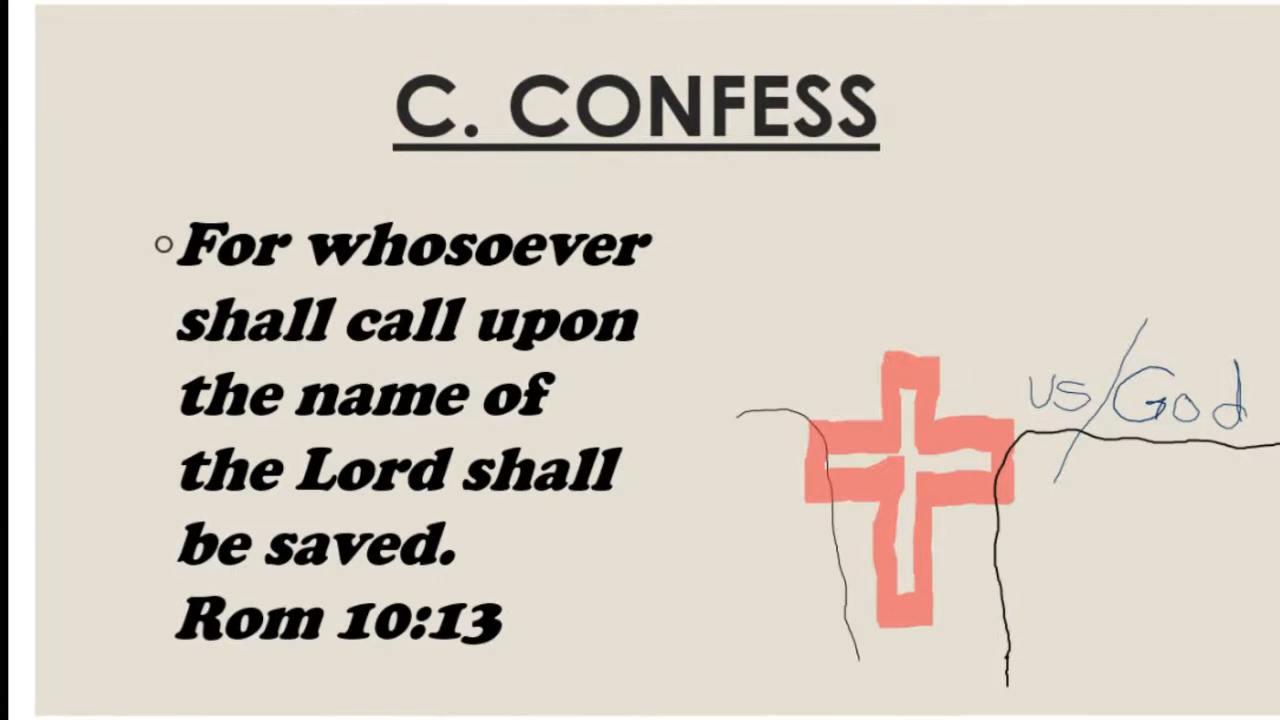 C. CONFESS
For whosoever
shall call upon
the name of
the Lord shall
be saved.
Rom 10:13
us/God